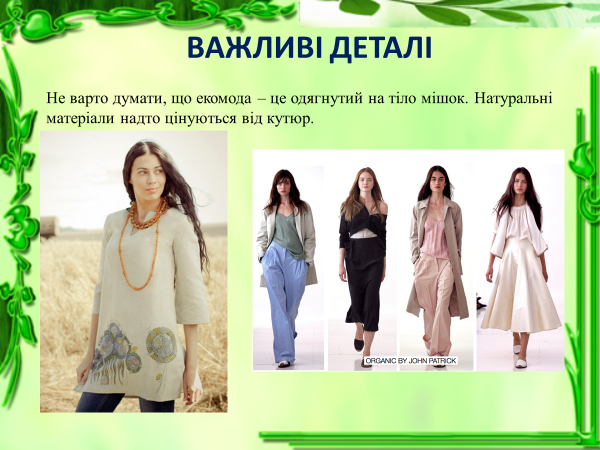 ВАЖЛИВІ ДЕТАЛІ
Не варто думати, що екомода – це одягнутий на тіло мішок. Натуральні
матеріали надто цінуються від кутюр.
ORGANIC BY JOHN PATRICK